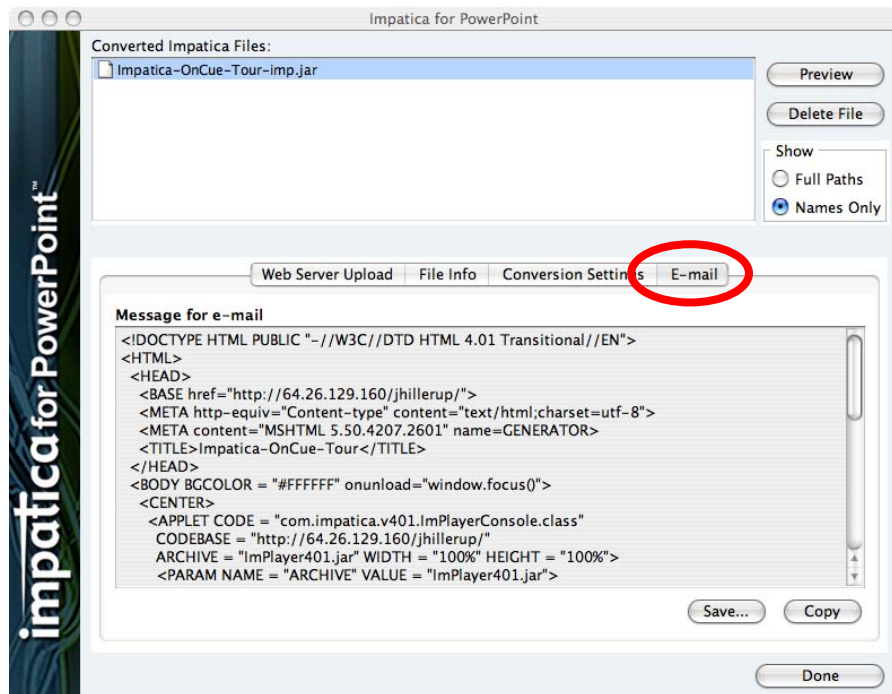 Impatica for PowerPoint
Converted Impatica Files:
Impatica-OnCue-Tour-imp.jar
Preview
Delete File
Show
Full Paths
Names Only
impatica for PowerPoint™
Web Server Upload File Info Conversion Settings E-mail
Message for e-mail
<!DOCTYPE HTML PUBLIC "-//W3C//DTD HTML 4.01 Transitional//EN">
<HTML>
<HEAD>
<BASE href="http://64.26.129.160/jhillerup/">
<META http-equiv="Content-type" content="text/html;charset=utf-8">
<META content="MSHTML 5.50.4207.2601" name=GENERATOR>
<TITLE>Impatica-OnCue-Tour</TITLE>
</HEAD>
<BODY BGCOLOR = "#FFFFFF" onunload="window.focus()">
<CENTER>
<APPLET CODE = "com.impatica.v401.ImPlayerConsole.class"
CODEBASE = "http://64.26.129.160/jhillerup/"
ARCHIVE = "ImPlayer401.jar" WIDTH = "100%" HEIGHT = "100%">
<PARAM NAME = "ARCHIVE" VALUE = "ImPlayer401.jar">
Save... Copy
Done